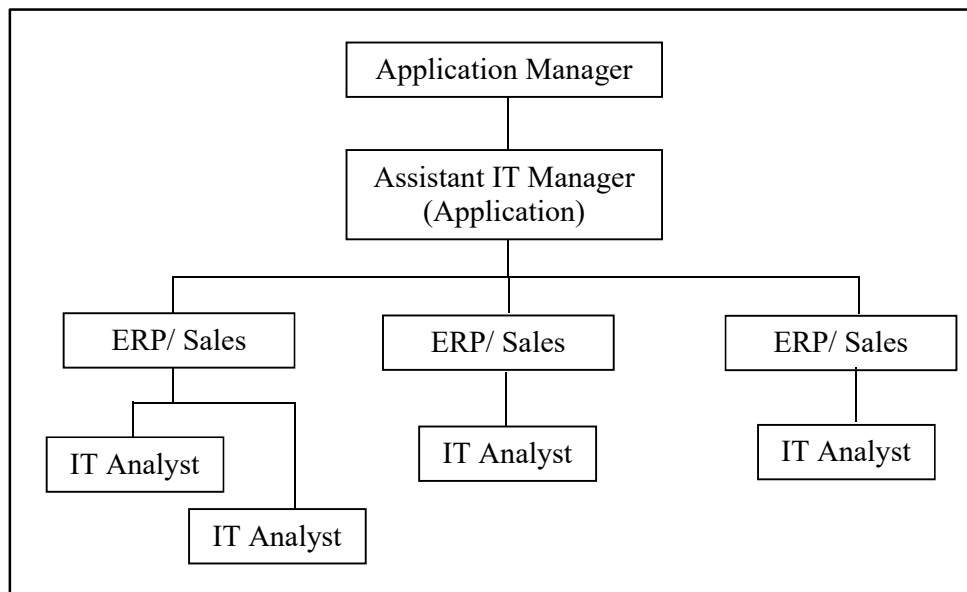 Application Manager
Assistant IT Manager
(Application)
ERP/ Sales
ERP/ Sales
ERP/ Sales
IT Analyst
IT Analyst
IT Analyst
IT Analyst